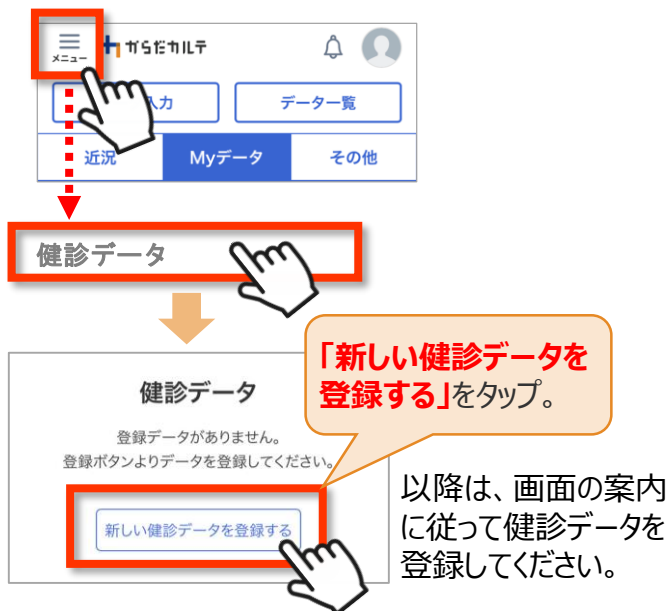 メニュー
からだカルテ
入力
データ一覧
近況
Myデータ
その他
健診データ
「新しい健診データを
登録する」をタップ。
健診データ
登録データがありません。
登録ボタンよりデータを登録してください。
新しい健診データを登録する
以降は、画面の案内
に従って健診データを
登録してください。